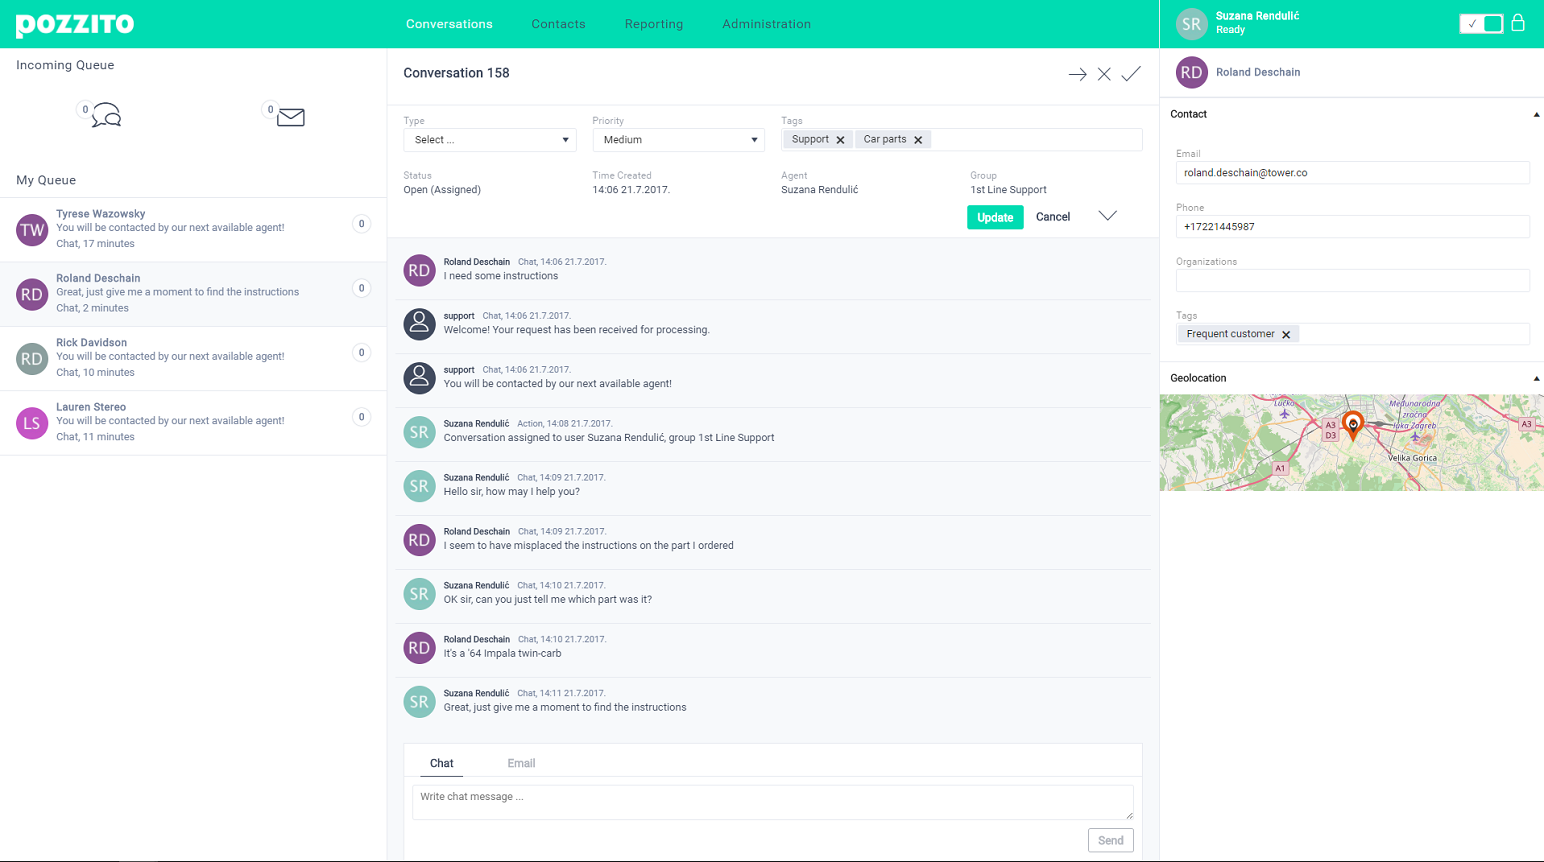 pozzito
Conversations Contacts Reporting Administration
SR Suzana Rendulić
Ready
Incoming Queue
0 0
My Queue
TW Tyrese Wazowsky
You will be contacted by our next available agent! 0
Chat, 17 minutes
RD Roland Deschain
Great, just give me a moment to find the instructions 0
Chat, 2 minutes
RD Rick Davidson
You will be contacted by our next available agent! 0
Chat, 10 minutes
LS Lauren Stereo
You will be contacted by our next available agent! 0
Chat, 11 minutes
Conversation 158
Type Priority Tags
Select ... Medium Support Car parts
Status Time Created Agent Group
Open (Assigned) 14:06 21.7.2017. Suzana Rendulić 1st Line Support
Update Cancel
RD Roland Deschain Chat, 14:06 21.7.2017.
I need some instructions
support Chat, 14:06 21.7.2017.
Welcome! Your request has been received for processing.
support Chat, 14:06 21.7.2017.
You will be contacted by our next available agent!
SR Suzana Rendulić Action, 14:08 21.7.2017.
Conversation assigned to user Suzana Rendulić, group 1st Line Support
SR Suzana Rendulić Chat, 14:09 21.7.2017.
Hello sir, how may I help you?
RD Roland Deschain Chat, 14:09 21.7.2017.
I seem to have misplaced the instructions on the part I ordered
SR Suzana Rendulić Chat, 14:10 21.7.2017.
OK sir, can you just tell me which part was it?
RD Roland Deschain Chat, 14:10 21.7.2017.
It's a '64 Impala twin-carb
SR Suzana Rendulić Chat, 14:11 21.7.2017.
Great, just give me a moment to find the instructions
Chat Email
Write chat message ...
Send
RD Roland Deschain
Contact
Email
roland.deschain@tower.co
Phone
+17221445987
Organizations
Tags
Frequent customer
Geolocation
Lučko
Međunarodna
zračna
luka Zagreb
A3
D3
A3
Velika Gorica
A1